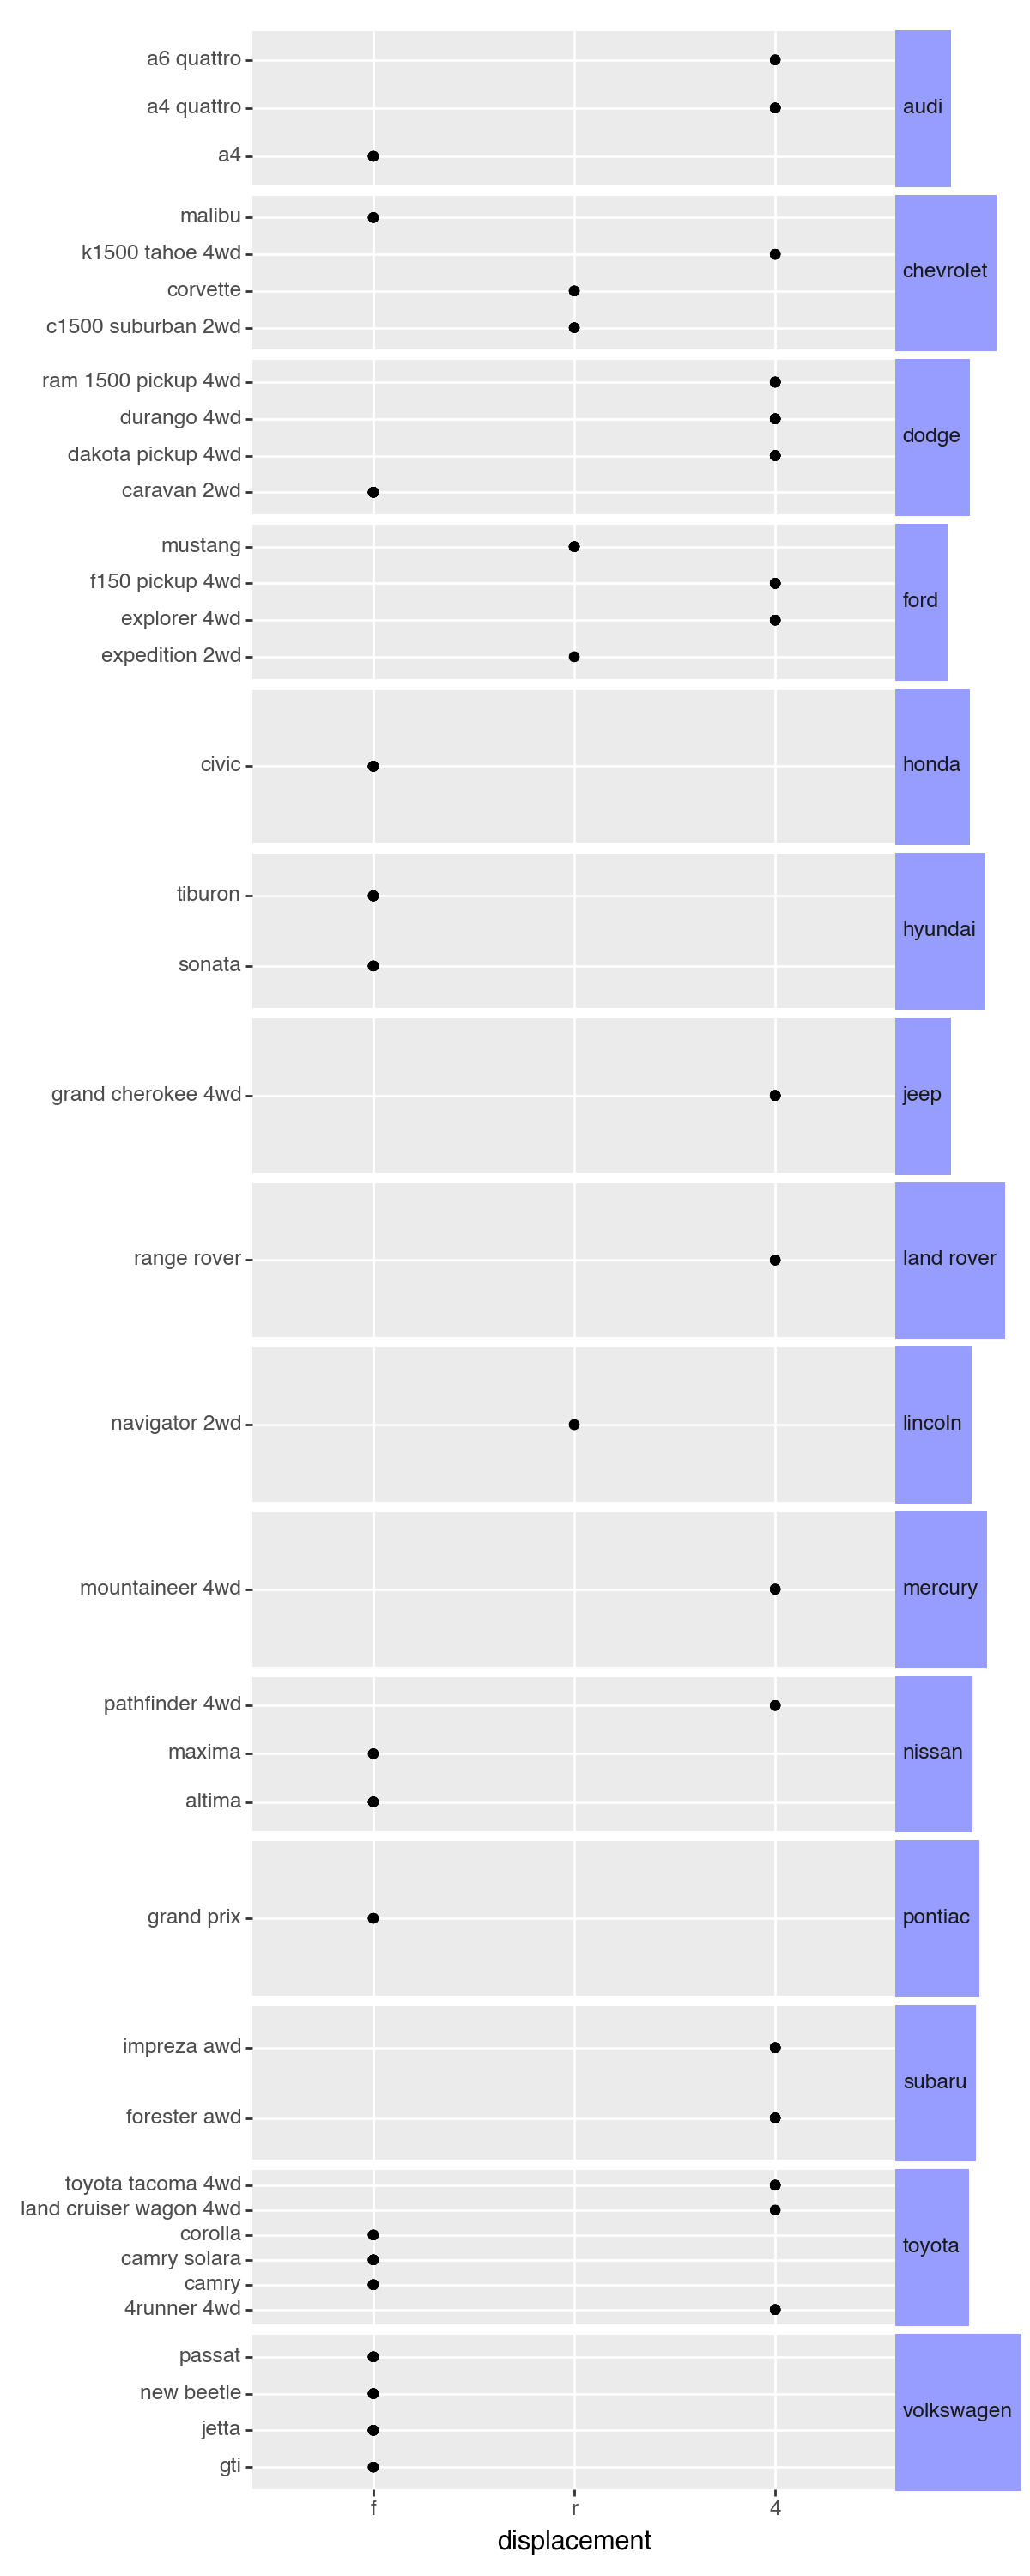 a6 quattro
a4 quattro
a4
audi
malibu
k1500 tahoe 4wd
corvette
c1500 suburban 2wd
chevrolet
ram 1500 pickup 4wd
durango 4wd
dakota pickup 4wd
caravan 2wd
dodge
mustang
f150 pickup 4wd
explorer 4wd
expedition 2wd
ford
civic
honda
tiburon
sonata
hyundai
grand cherokee 4wd
jeep
range rover
land rover
navigator 2wd
lincoln
mountaineer 4wd
mercury
pathfinder 4wd
maxima
altima
nissan
grand prix
pontiac
impreza awd
forester awd
subaru
toyota tacoma 4wd
land cruiser wagon 4wd
corolla
camry solara
camry
4runner 4wd
toyota
passat
new beetle
jetta
gti
volkswagen
f r 4
displacement